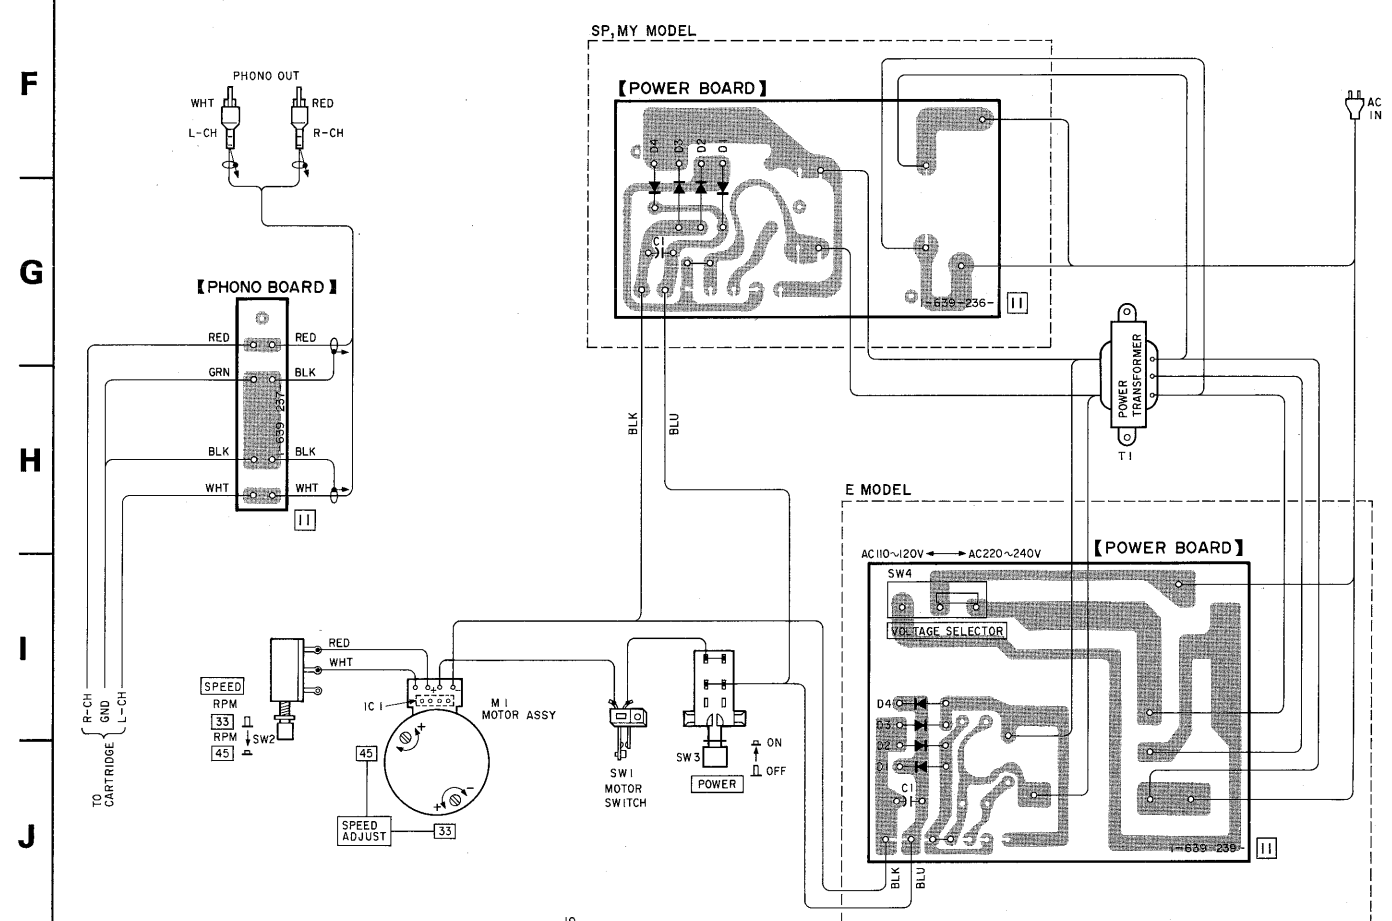 SP, MY MODEL
F
PHONO OUT
【POWER BOARD】
WHT
RED
AC
IN
L-CH
R-CH
D4
D3
D2
D1
C1
G
【PHONO BOARD】
1-639-236-
11
RED
RED
GRN
BLK
1-639-237-
POWER
TRANSFORMER
T1
BLK
BLU
H
BLK
BLK
WHT
WHT
11
E MODEL
AC110~120V ↔ AC220~240V
【POWER BOARD】
SW4
VOLTAGE SELECTOR
I
RED
WHT
SPEED
RPM
33
RPM
45
SW2
IC1
+
-
M1
MOTOR ASSY
R-CH
GND
L-CH
TO
CARTRIDGE
D4
D3
D2
D1
C1
45
+
+
-
SW1
MOTOR
SWITCH
SW3
ON
OFF
POWER
J
SPEED
ADJUST
33
1-639-239-
11
BLK
BLU